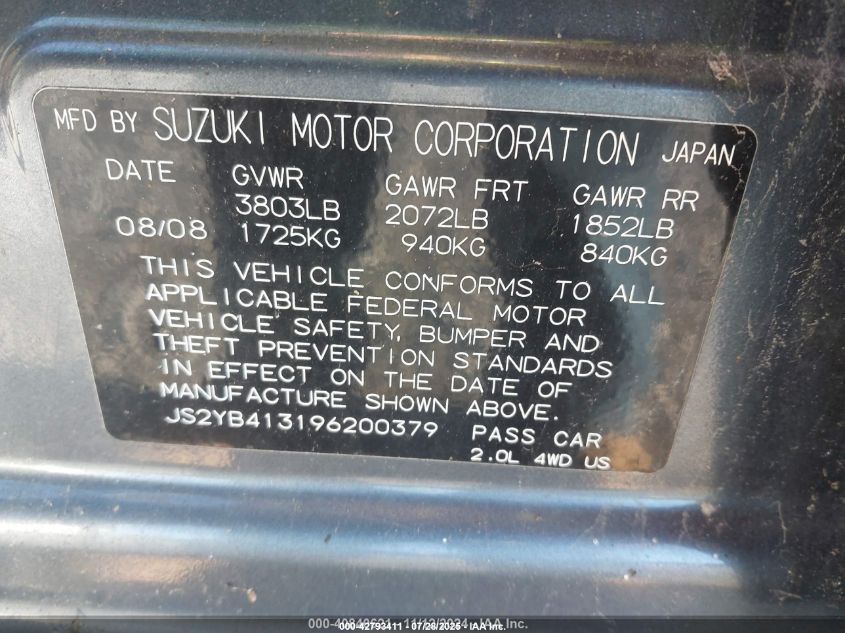 MFD BY SUZUKI MOTOR CORPORATION JAPAN
DATE GVWR GAWR FRT GAWR RR
3803LB 2072LB 1852LB
08/08 1725KG 940KG 840KG
THIS VEHICLE CONFORMS TO ALL
APPLICABLE FEDERAL MOTOR
VEHICLE SAFETY, BUMPER AND
THEFT PREVENTION STANDARDS
IN EFFECT ON THE DATE OF
MANUFACTURE SHOWN ABOVE.
JS2YB413196200379 PASS CAR
2.0L 4WD US
000-42793411 - 07/26/2025 - IAA Inc.